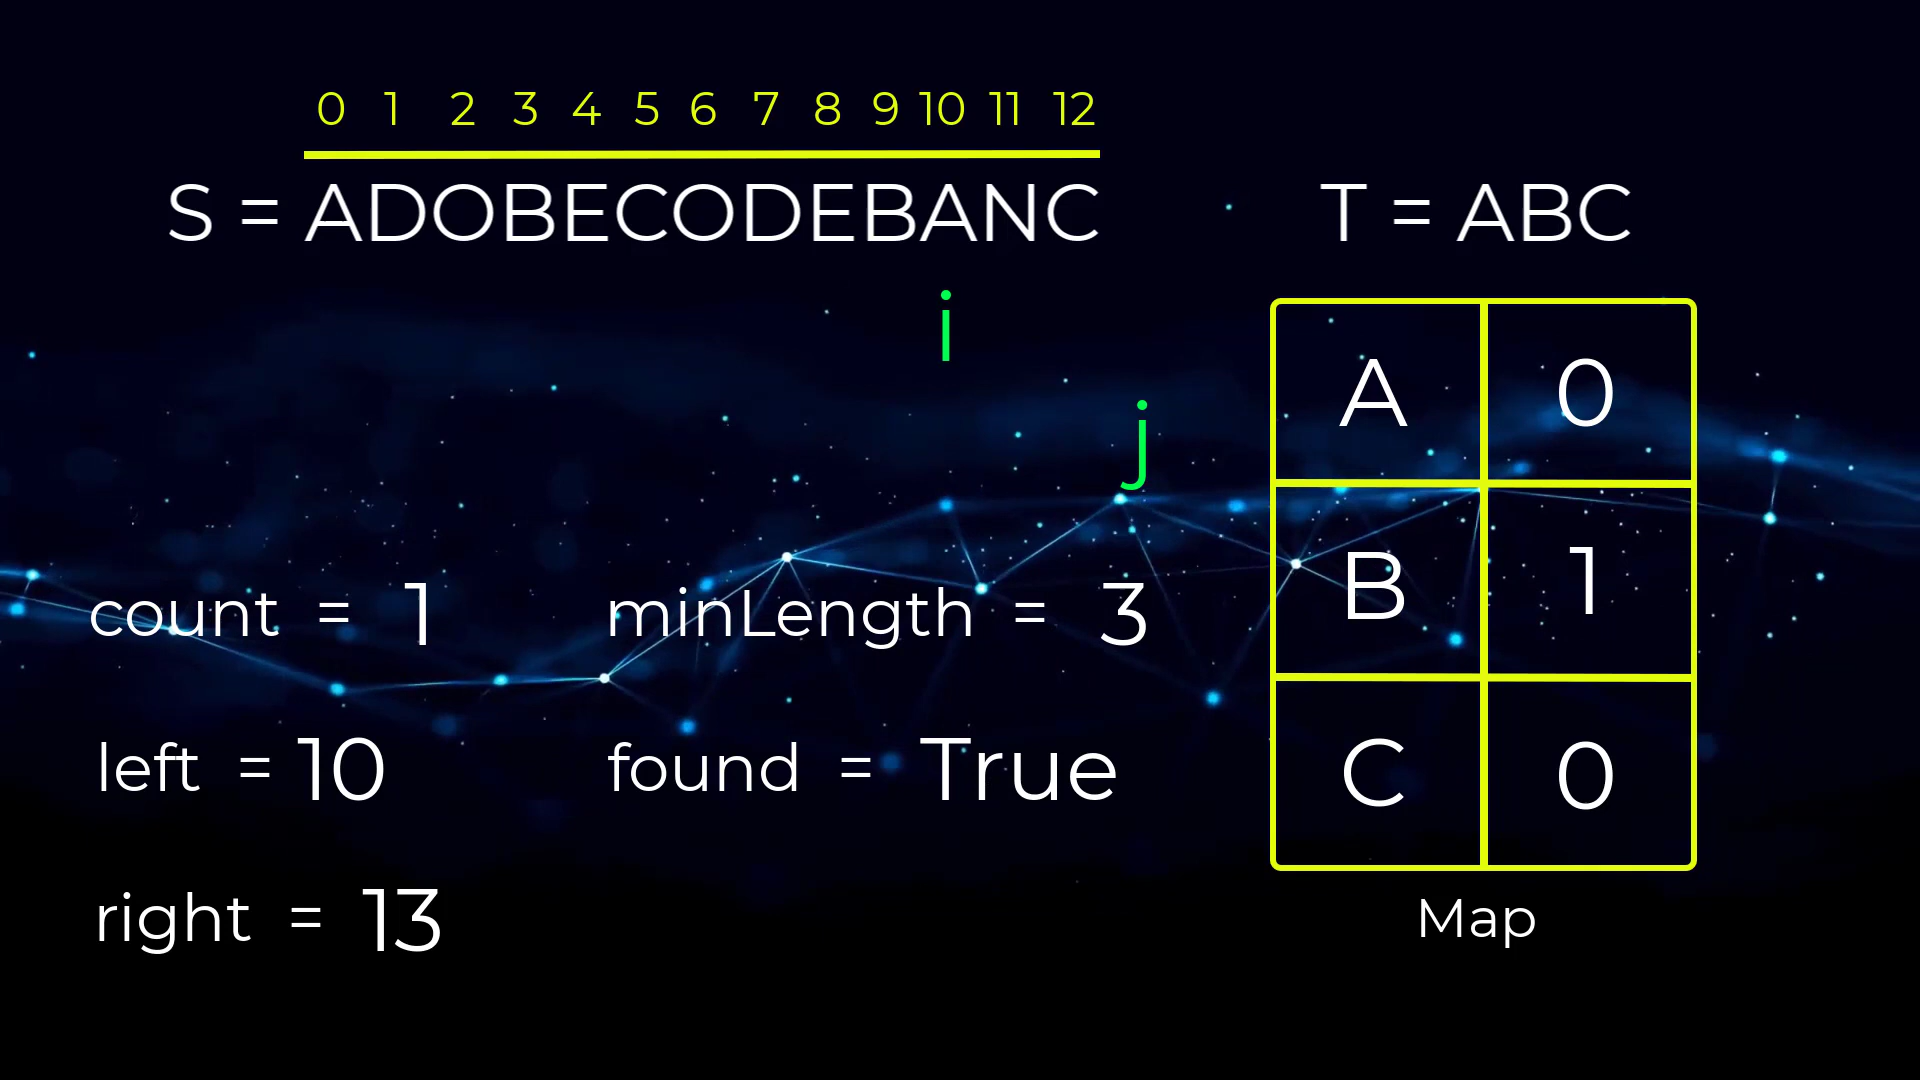 0 1 2 3 4 5 6 7 8 9 10 11 12
S = ADOBECODEBANC
T = ABC
i
j
A 0
B 1
C 0
Map
count = 1
minLength = 3
left = 10
found = True
right = 13